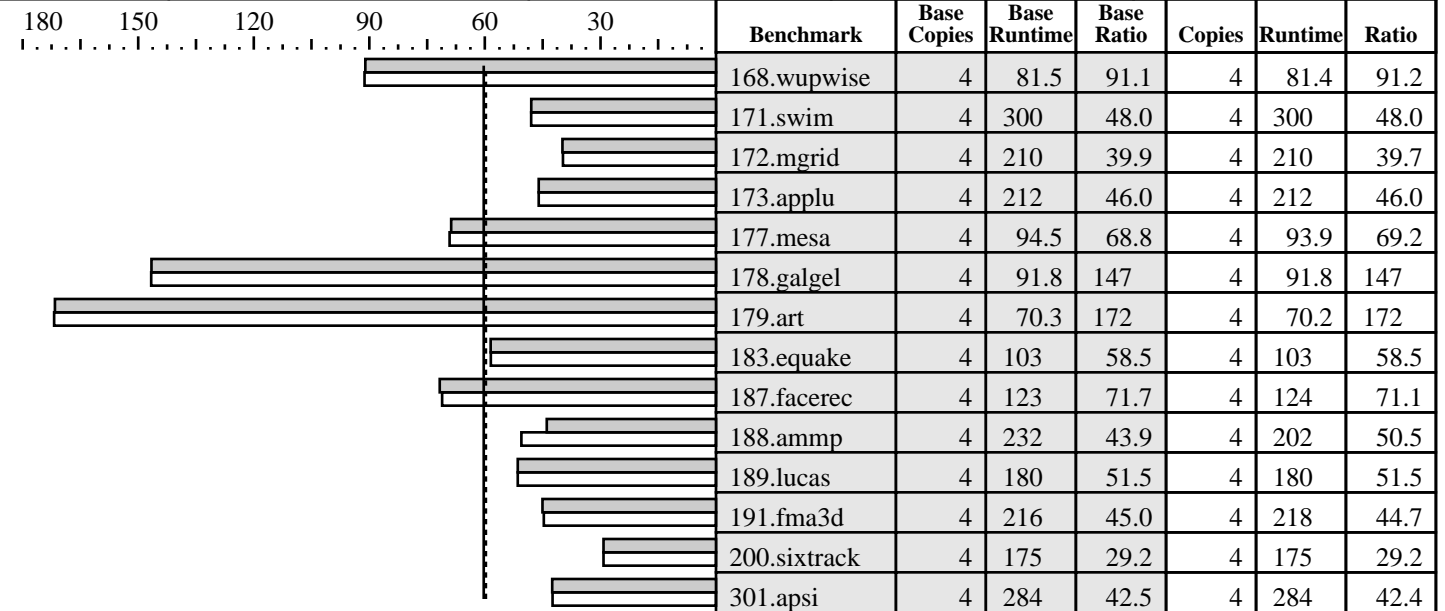 180 150 120 90 60 30
Benchmark Base Copies Base Runtime Base Ratio Copies Runtime Ratio
168.wupwise 4 81.5 91.1 4 81.4 91.2
171.swim 4 300 48.0 4 300 48.0
172.mgrid 4 210 39.9 4 210 39.7
173.applu 4 212 46.0 4 212 46.0
177.mesa 4 94.5 68.8 4 93.9 69.2
178.galgel 4 91.8 147 4 91.8 147
179.art 4 70.3 172 4 70.2 172
183.equake 4 103 58.5 4 103 58.5
187.facerec 4 123 71.7 4 124 71.1
188.ammp 4 232 43.9 4 202 50.5
189.lucas 4 180 51.5 4 180 51.5
191.fma3d 4 216 45.0 4 218 44.7
200.sixtrack 4 175 29.2 4 175 29.2
301.apsi 4 284 42.5 4 284 42.4